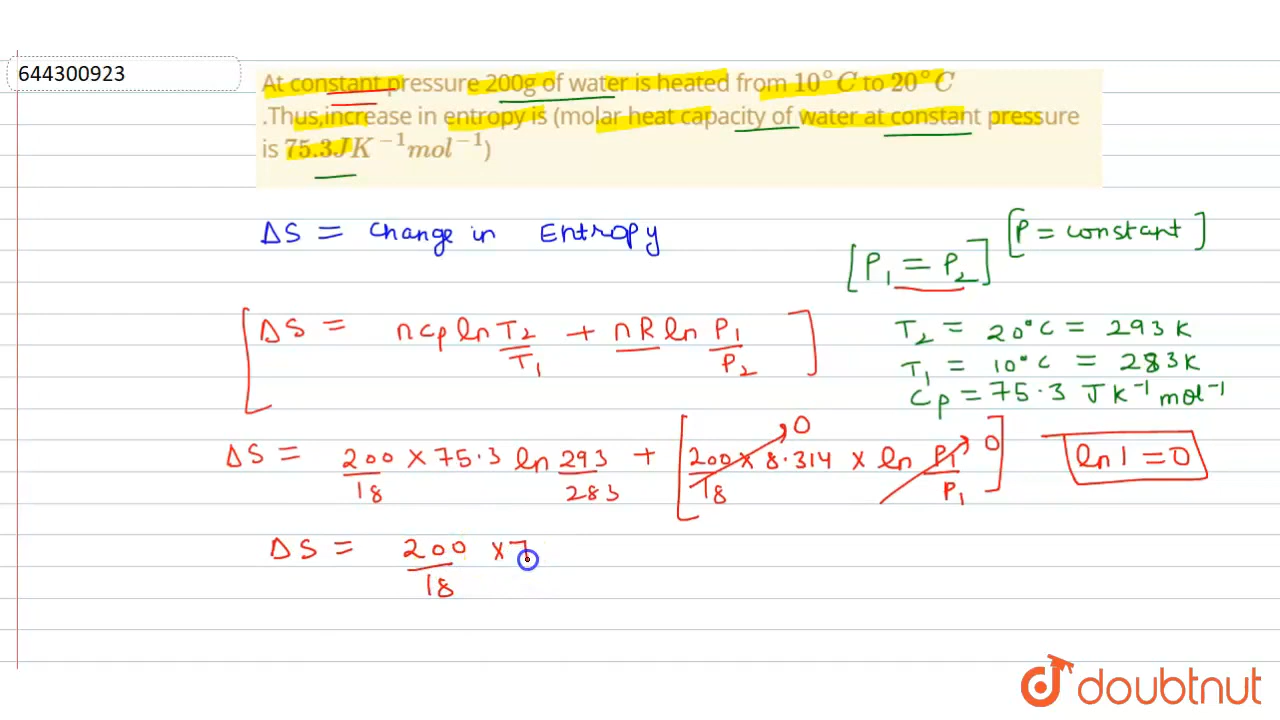 644300923
At constant pressure 200g of water is heated from 10°C to 20°C
.Thus,increase in entropy is (molar heat capacity of water at constant pressure
is 75.3JK⁻¹mol⁻¹)
ΔS = Change in Entropy
[P = constant]
[P₁ = P₂]
[ΔS = nCp ln T₂/T₁ + nR ln P₁/P₂]
T₂ = 20°C = 293K
T₁ = 10°C = 283K
Cp = 75.3 JK⁻¹mol⁻¹
ΔS = 200/18 × 75.3 ln 293/283 + [200/18 × 8.314 × ln P₁/P₁] 0 0
ln 1 = 0
ΔS = 200/18 × 7
doubtnut